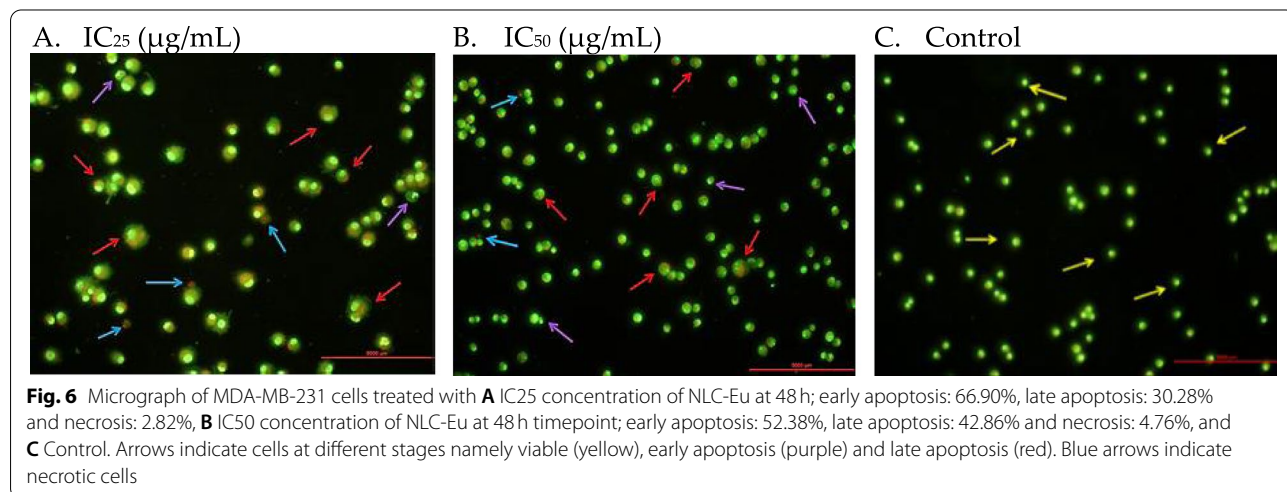 A. IC25 (µg/mL)
B. IC50 (µg/mL)
C. Control
Fig. 6 Micrograph of MDA-MB-231 cells treated with A IC25 concentration of NLC-Eu at 48 h; early apoptosis: 66.90%, late apoptosis: 30.28%
and necrosis: 2.82%, B IC50 concentration of NLC-Eu at 48 h timepoint; early apoptosis: 52.38%, late apoptosis: 42.86% and necrosis: 4.76%, and
C Control. Arrows indicate cells at different stages namely viable (yellow), early apoptosis (purple) and late apoptosis (red). Blue arrows indicate
necrotic cells